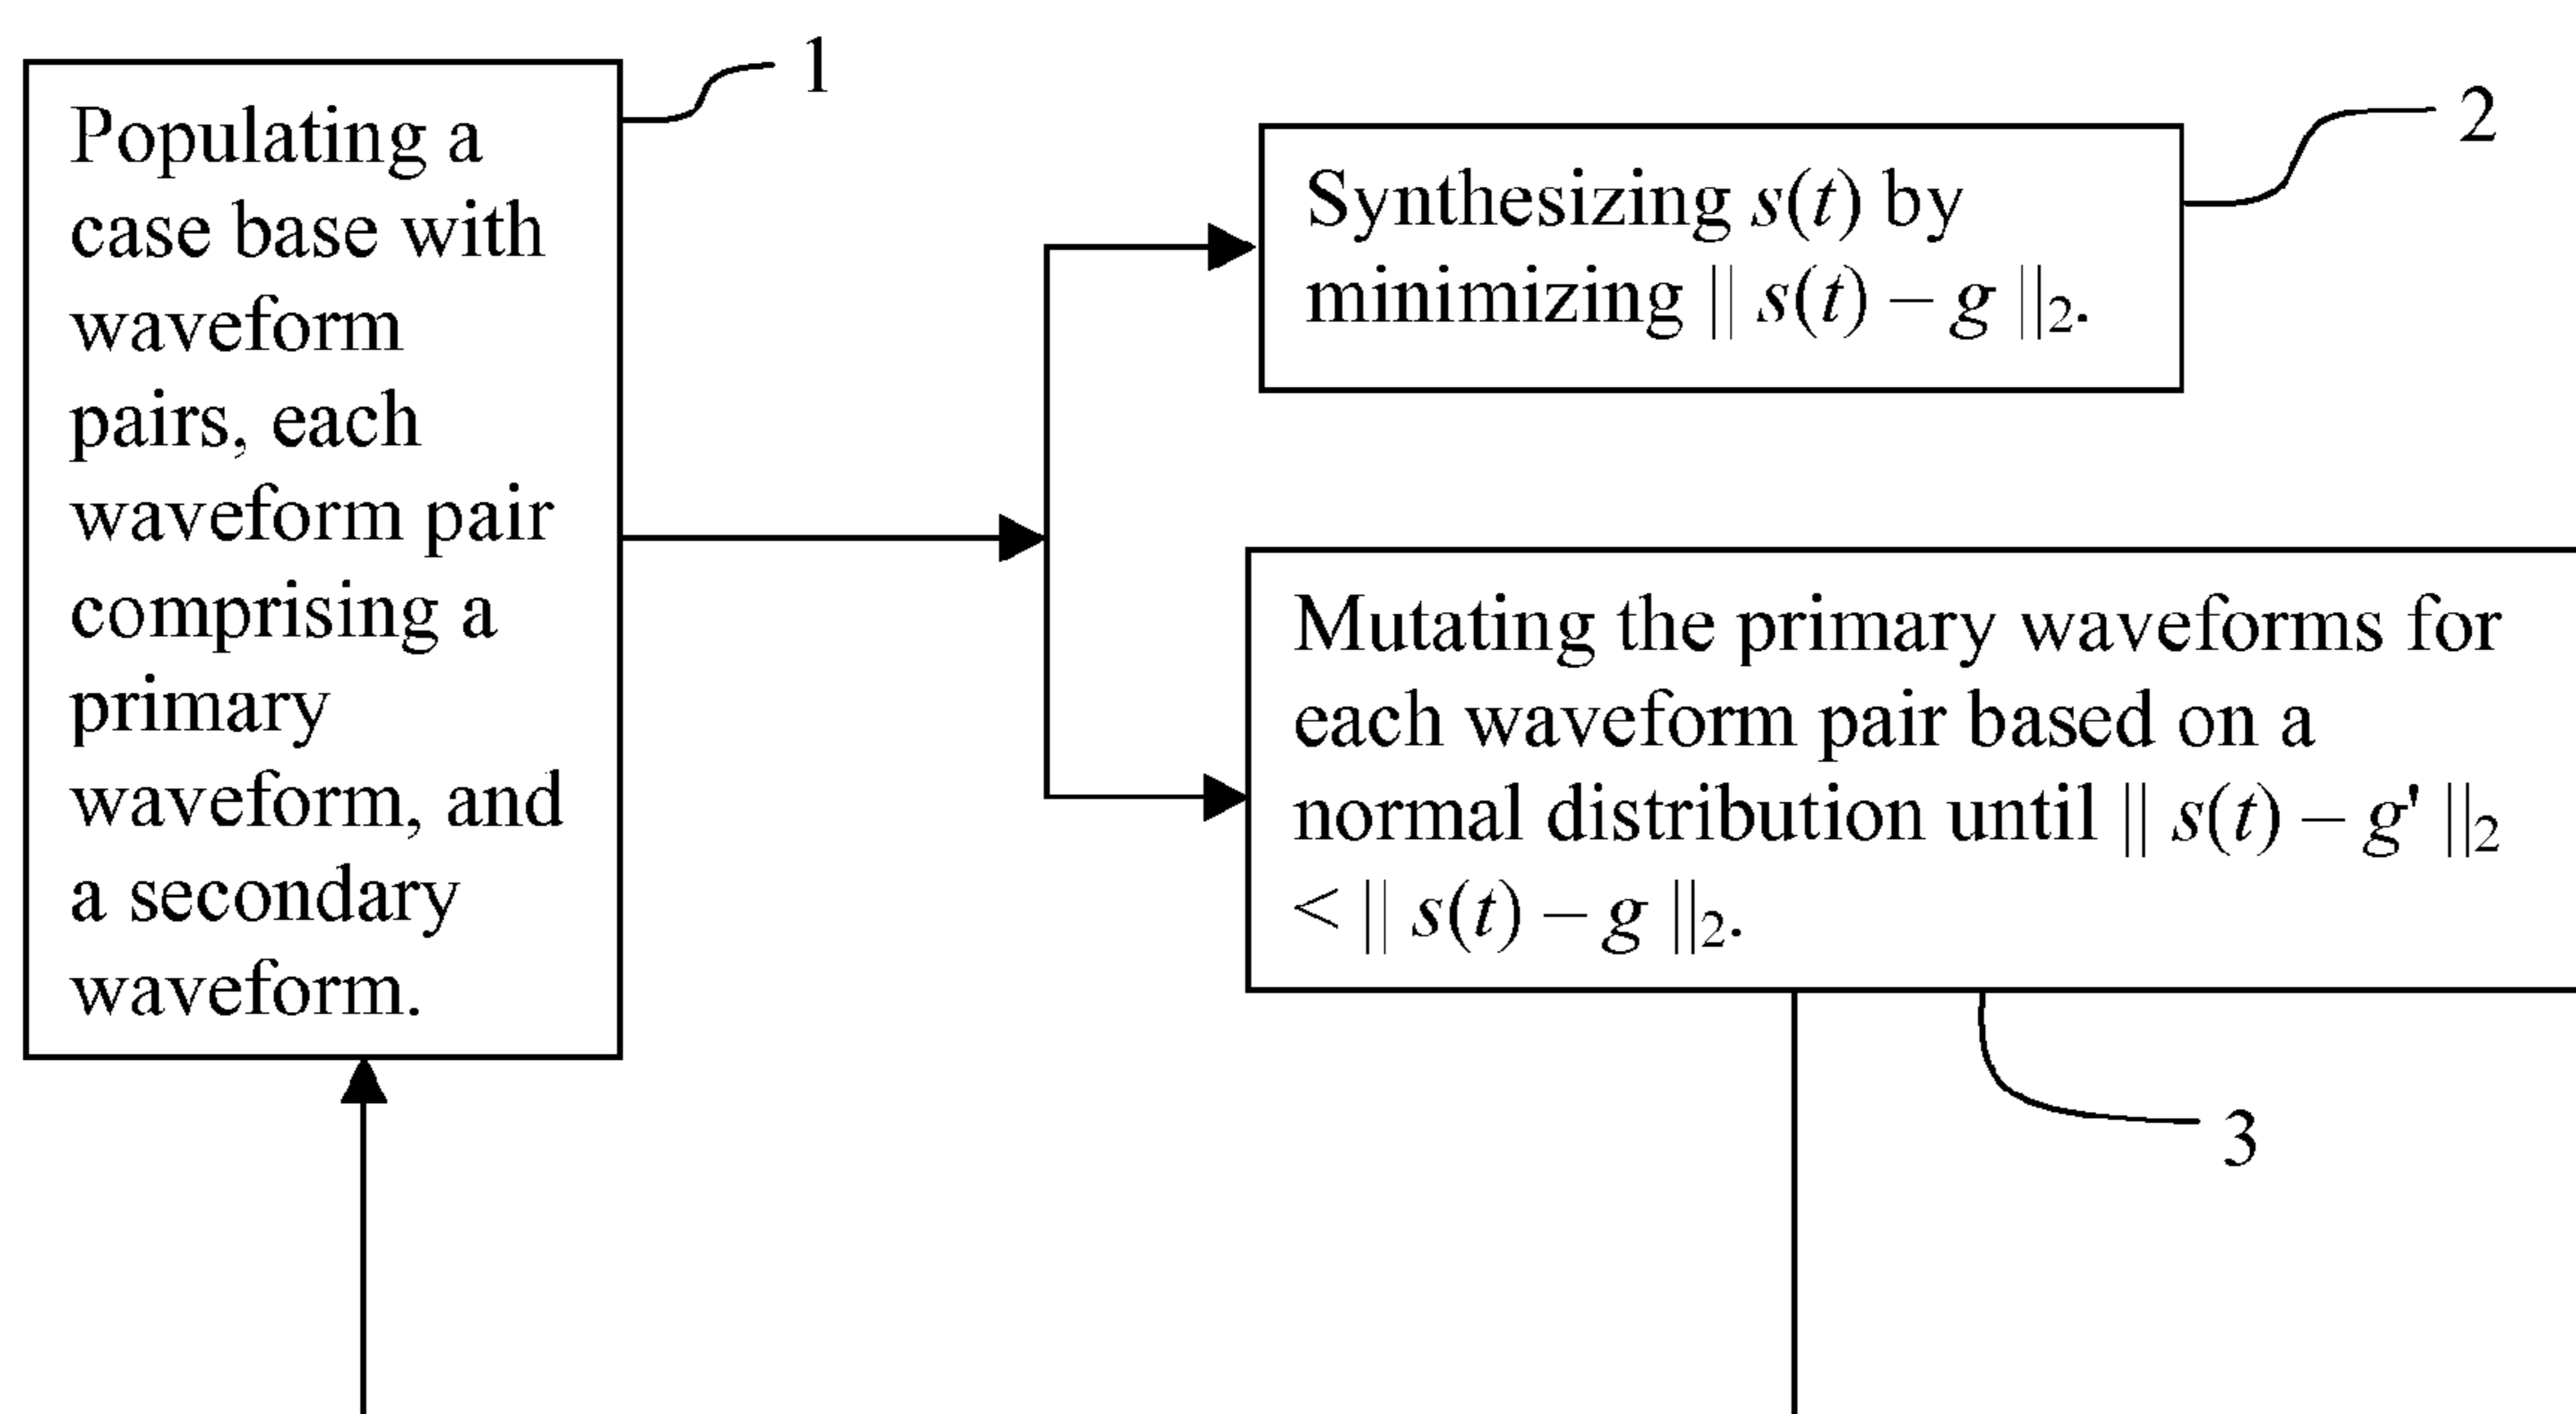 1
Populating a
case base with
waveform
pairs, each
waveform pair
comprising a
primary
waveform, and
a secondary
waveform.
2
Synthesizing s(t) by
minimizing || s(t) – g ||₂.
Mutating the primary waveforms for
each waveform pair based on a
normal distribution until || s(t) – g' ||₂
< || s(t) – g ||₂.
3